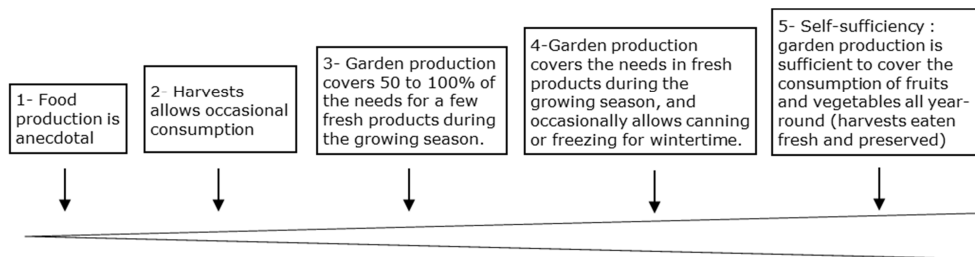 1- Food
production is
anecdotal
2- Harvests
allows occasional
consumption
3- Garden production
covers 50 to 100% of
the needs for a few
fresh products during
the growing season.
4-Garden production
covers the needs in fresh
products during the
growing season, and
occasionally allows canning
or freezing for wintertime.
5- Self-sufficiency :
garden production is
sufficient to cover the
consumption of fruits
and vegetables all year-
round (harvests eaten
fresh and preserved)